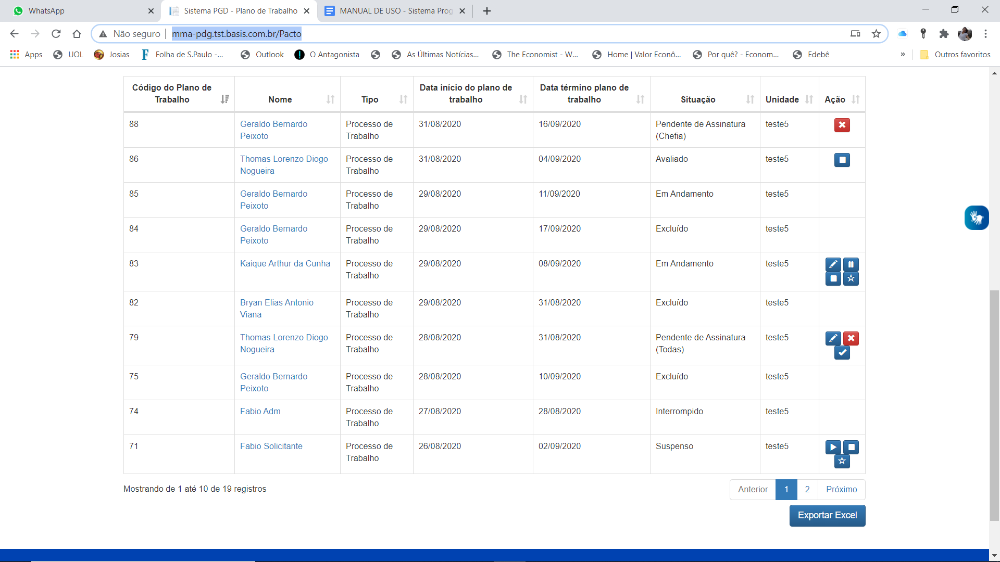 WhatsApp
Sistema PGD - Plano de Trabalho
MANUAL DE USO - Sistema Prog
Não seguro | mma-pdg.tst.basis.com.br/Pacto
Apps UOL Josias Folha de S.Paulo -... Outlook O Antagonista As Últimas Notícias... The Economist - W... Home | Valor Econô... Por quê? - Econom... Edebê » Outros favoritos
Código do Plano de Trabalho Nome Tipo Data início do plano de trabalho Data término plano de trabalho Situação Unidade Ação
88 Geraldo Bernardo Peixoto Processo de Trabalho 31/08/2020 16/09/2020 Pendente de Assinatura (Chefia) teste5
86 Thomas Lorenzo Diogo Nogueira Processo de Trabalho 31/08/2020 04/09/2020 Avaliado teste5
85 Geraldo Bernardo Peixoto Processo de Trabalho 29/08/2020 11/09/2020 Em Andamento teste5
84 Geraldo Bernardo Peixoto Processo de Trabalho 29/08/2020 17/09/2020 Excluído teste5
83 Kaique Arthur da Cunha Processo de Trabalho 29/08/2020 08/09/2020 Em Andamento teste5
82 Bryan Elias Antonio Viana Processo de Trabalho 29/08/2020 31/08/2020 Excluído teste5
79 Thomas Lorenzo Diogo Nogueira Processo de Trabalho 28/08/2020 31/08/2020 Pendente de Assinatura (Todas) teste5
75 Geraldo Bernardo Peixoto Processo de Trabalho 28/08/2020 10/09/2020 Excluído teste5
74 Fabio Adm Processo de Trabalho 27/08/2020 28/08/2020 Interrompido teste5
71 Fabio Solicitante Processo de Trabalho 26/08/2020 02/09/2020 Suspenso teste5
Mostrando de 1 até 10 de 19 registros
Anterior 1 2 Próximo
Exportar Excel